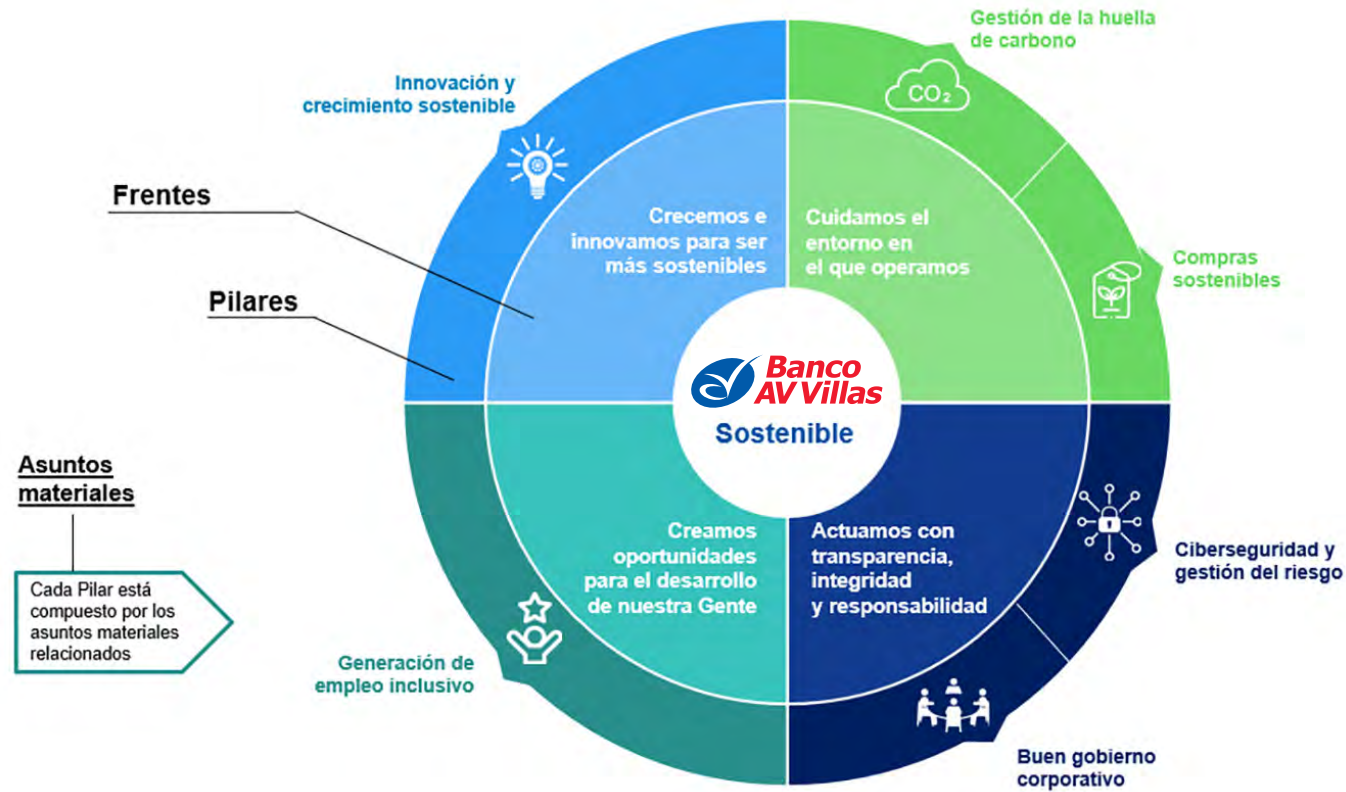 Gestión de la huella
de carbono
CO₂
Innovación y
crecimiento sostenible
Frentes
Pilares
Crecemos e
innovamos para ser
más sostenibles
Cuidamos el
entorno en
el que operamos
Compras
sostenibles
Banco
AV Villas
Sostenible
Asuntos
materiales
Cada Pilar está
compuesto por los
asuntos materiales
relacionados
Creamos
oportunidades
para el desarrollo
de nuestra Gente
Actuamos con
transparencia,
integridad
y responsabilidad
Ciberseguridad y
gestión del riesgo
Generación de
empleo inclusivo
Buen gobierno
corporativo